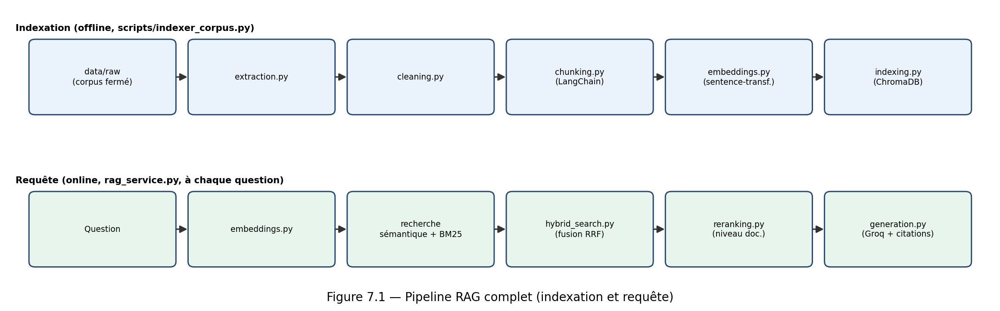 Indexation (offline, scripts/indexer_corpus.py)
data/raw
(corpus fermé)
extraction.py
cleaning.py
chunking.py
(LangChain)
embeddings.py
(sentence-transf.)
indexing.py
(ChromaDB)
Requête (online, rag_service.py, à chaque question)
Question
embeddings.py
recherche
sémantique + BM25
hybrid_search.py
(fusion RRF)
reranking.py
(niveau doc.)
generation.py
(Groq + citations)
Figure 7.1 — Pipeline RAG complet (indexation et requête)